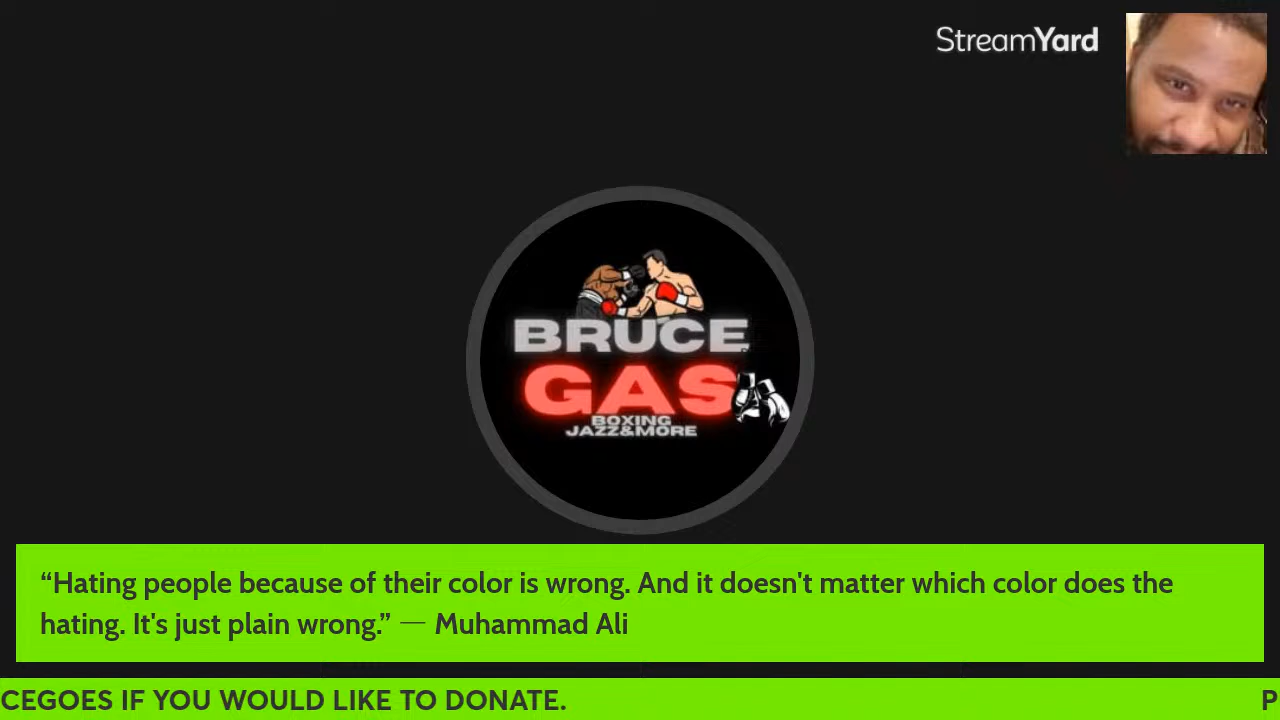 StreamYard
BRUCE
GAS
BOXING
JAZZ&MORE
“Hating people because of their color is wrong. And it doesn't matter which color does the
hating. It's just plain wrong.” — Muhammad Ali
CEGOES IF YOU WOULD LIKE TO DONATE. P